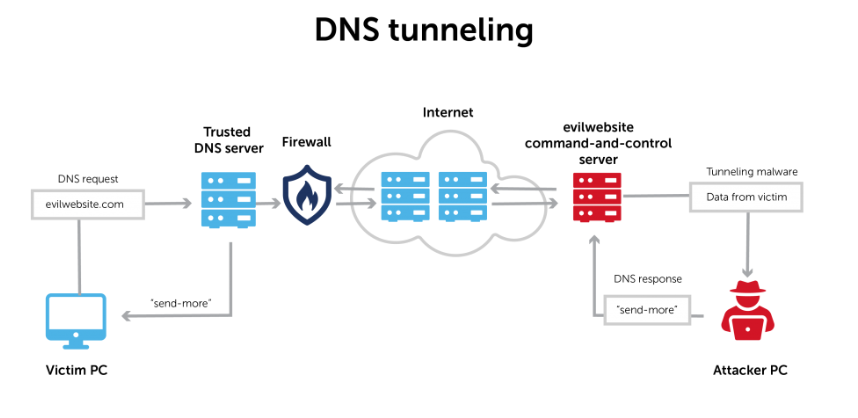 DNS tunneling
Internet
Trusted
DNS server
Firewall
evilwebsite
command-and-control
server
DNS request
evilwebsite.com
Tunneling malware
Data from victim
"send-more"
DNS response
"send-more"
Victim PC
Attacker PC